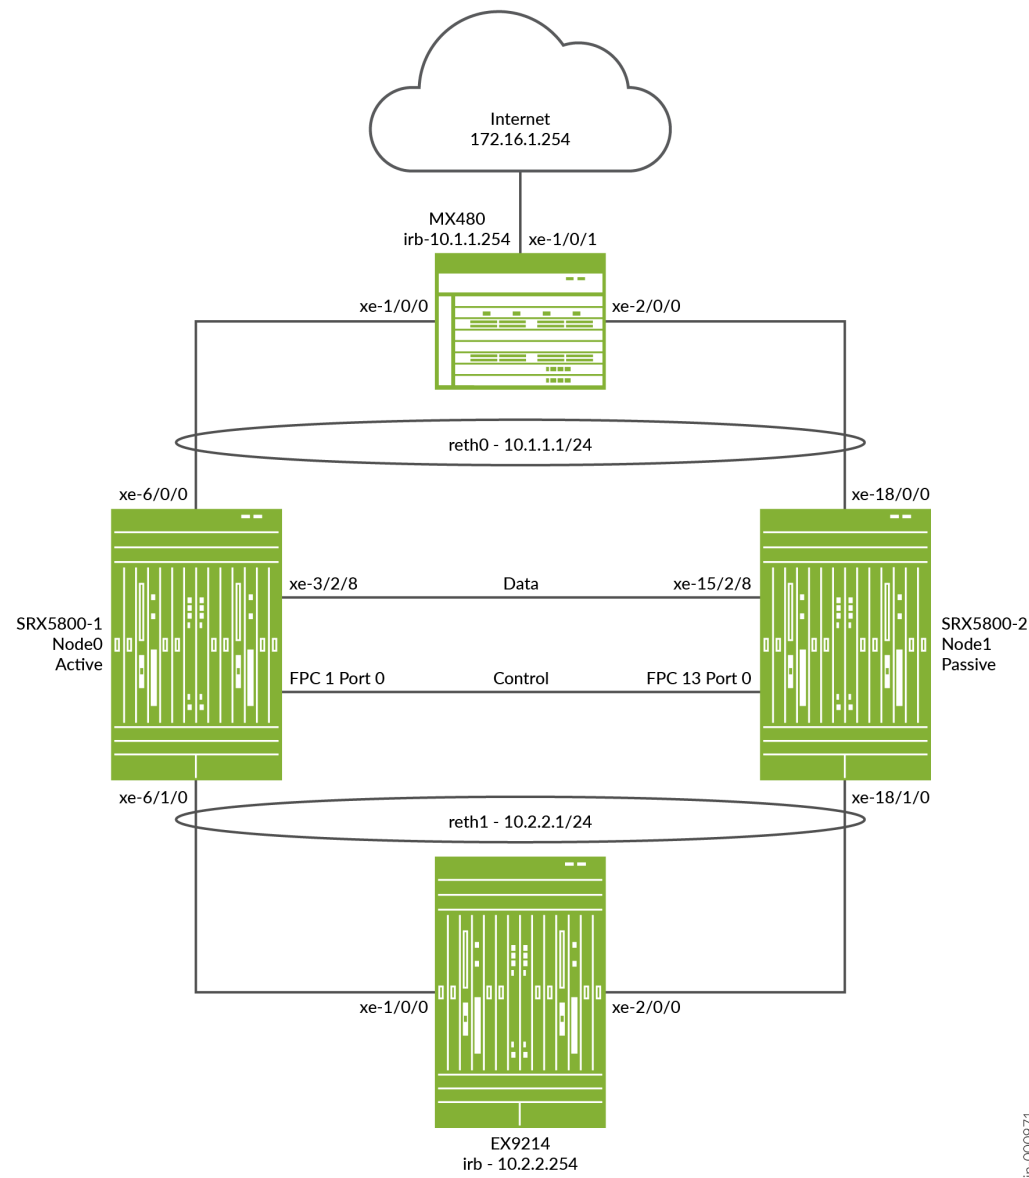 Internet
172.16.1.254
MX480
irb-10.1.1.254
xe-1/0/1
xe-1/0/0
xe-2/0/0
reth0 - 10.1.1.1/24
xe-6/0/0
xe-18/0/0
xe-3/2/8
Data
xe-15/2/8
SRX5800-1
Node0
Active
SRX5800-2
Node1
Passive
FPC 1 Port 0
Control
FPC 13 Port 0
xe-6/1/0
xe-18/1/0
reth1 - 10.2.2.1/24
xe-1/0/0
xe-2/0/0
EX9214
irb - 10.2.2.254